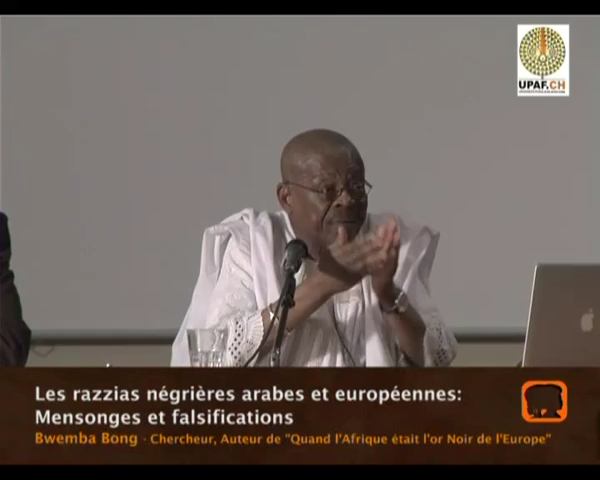 UPAF.CH
Les razzias négrières arabes et européennes:
Mensonges et falsifications
Bwemba Bong - Chercheur, Auteur de "Quand l'Afrique était l'or Noir de l'Europe"